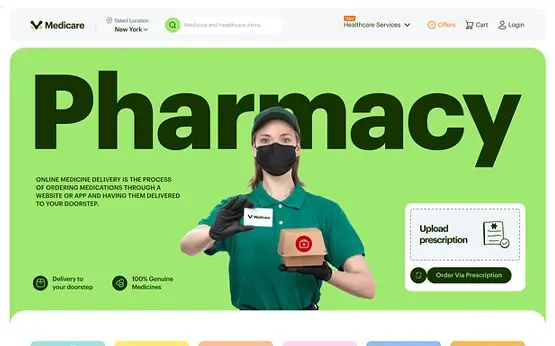 Medicare
Select Location
New York
Medicine and healthcare items
New
Healthcare Services
Offers
Cart
Login
Pharmacy
ONLINE MEDICINE DELIVERY IS THE PROCESS
OF ORDERING MEDICATIONS THROUGH A
WEBSITE OR APP AND HAVING THEM DELIVERED
TO YOUR DOORSTEP.
Medicare
Upload
prescription
Order Via Prescription
Delivery to
your doorstep
100% Genuine
Medicines